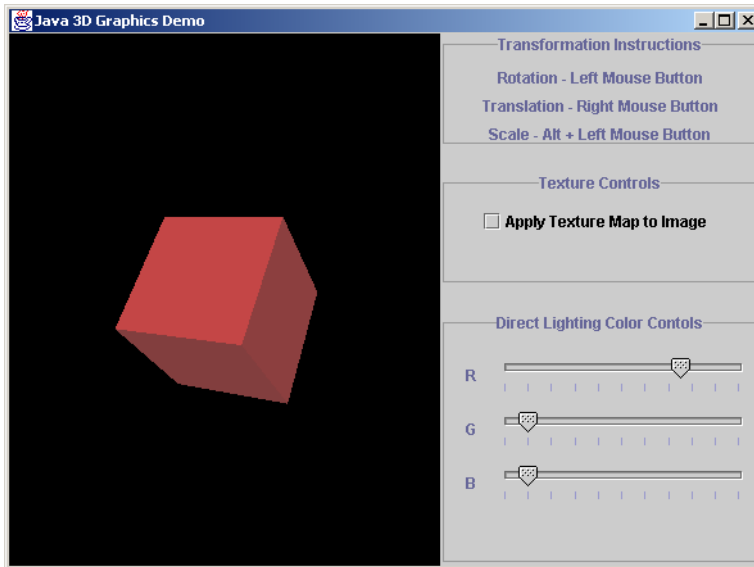 Java 3D Graphics Demo
Transformation Instructions
Rotation - Left Mouse Button
Translation - Right Mouse Button
Scale - Alt + Left Mouse Button
Texture Controls
Apply Texture Map to Image
Direct Lighting Color Contols
R
G
B